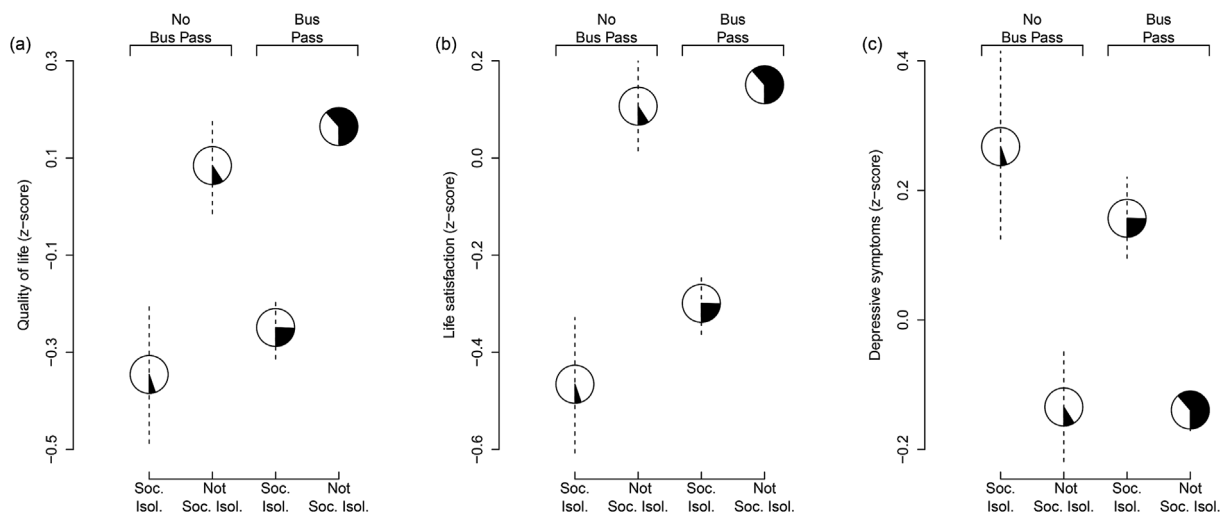 (a)
No
Bus Pass
Bus
Pass
Quality of life (z−score)
0.3
0.1
−0.1
−0.3
−0.5
Soc.
Isol.
Not
Soc. Isol.
Soc.
Isol.
Not
Soc. Isol.
(b)
No
Bus Pass
Bus
Pass
Life satisfaction (z−score)
0.2
0.0
−0.2
−0.4
−0.6
Soc.
Isol.
Not
Soc. Isol.
Soc.
Isol.
Not
Soc. Isol.
(c)
No
Bus Pass
Bus
Pass
Depressive symptoms (z−score)
0.4
0.2
0.0
−0.2
Soc.
Isol.
Not
Soc. Isol.
Soc.
Isol.
Not
Soc. Isol.